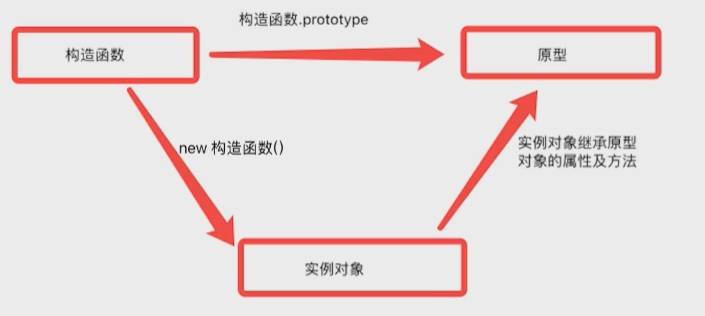 构造函数.prototype
构造函数
原型
new 构造函数()
实例对象继承原型
对象的属性及方法
实例对象